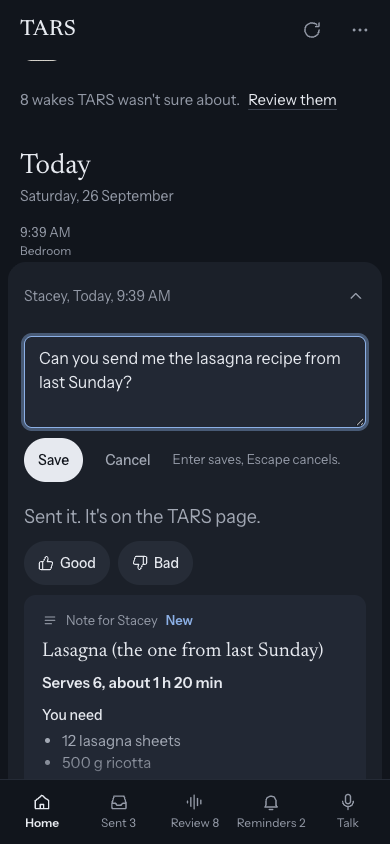 TARS
8 wakes TARS wasn't sure about. Review them
Today
Saturday, 26 September
9:39 AM
Bedroom
Stacey, Today, 9:39 AM
Can you send me the lasagna recipe from
last Sunday?
Save Cancel Enter saves, Escape cancels.
Sent it. It's on the TARS page.
Good Bad
Note for Stacey New
Lasagna (the one from last Sunday)
Serves 6, about 1 h 20 min
You need
• 12 lasagna sheets
• 500 g ricotta
Home Sent 3 Review 8 Reminders 2 Talk